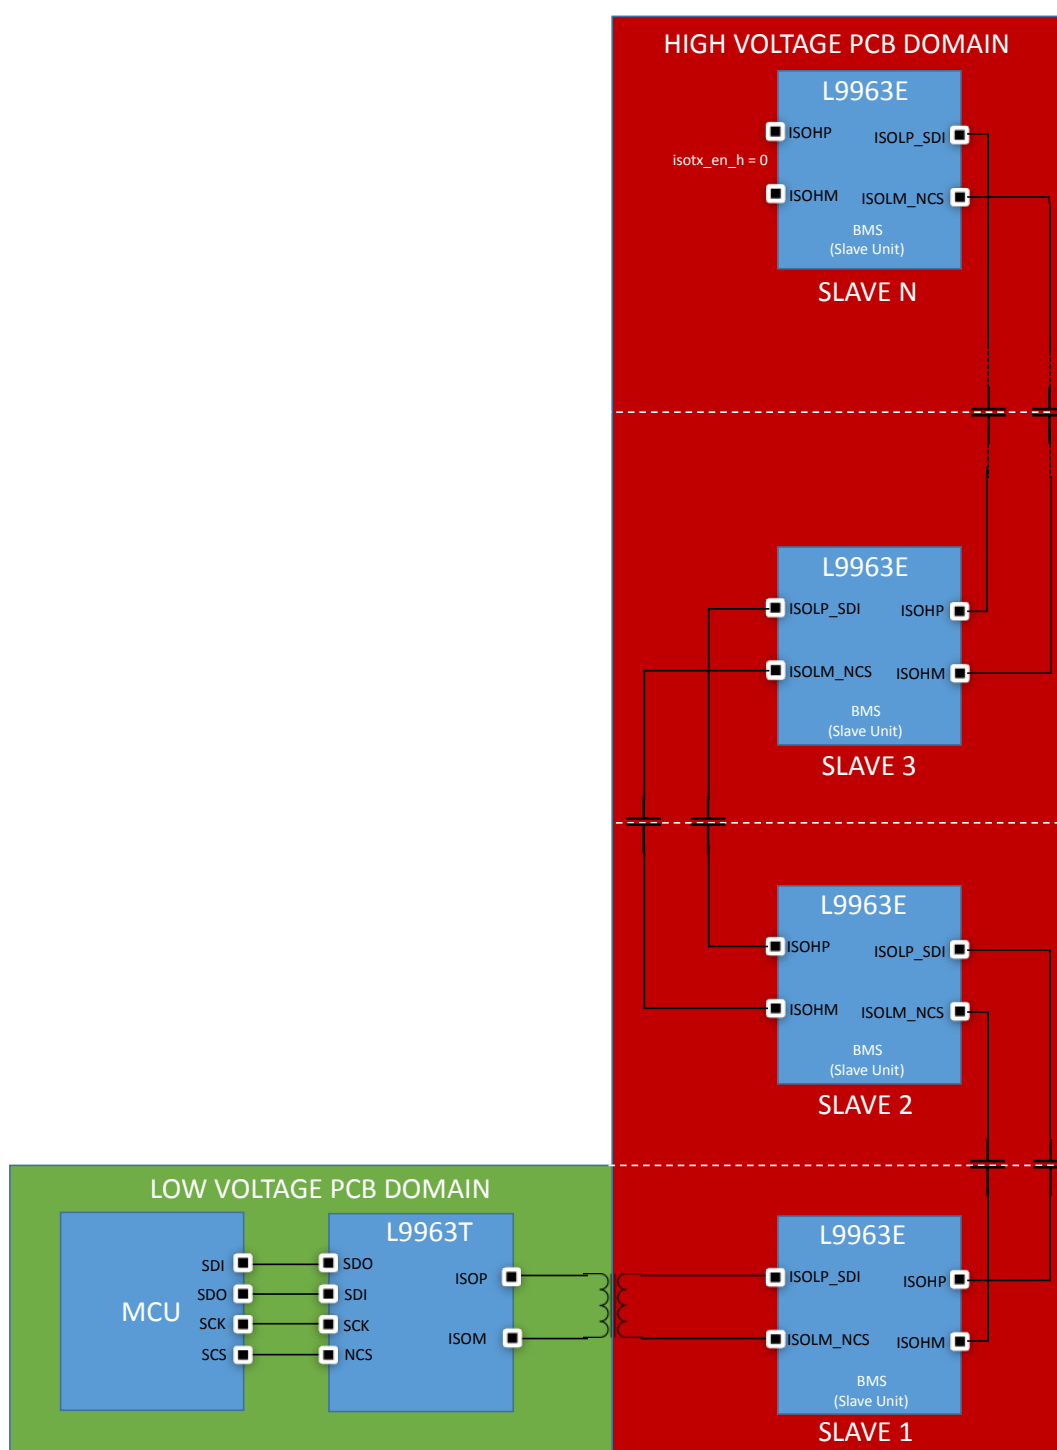 HIGH VOLTAGE PCB DOMAIN
L9963E
ISOHP
ISOLP_SDI
isotx_en_h = 0
ISOHM
ISOLM_NCS
BMS
(Slave Unit)
SLAVE N
L9963E
ISOLP_SDI
ISOHP
ISOLM_NCS
ISOHM
BMS
(Slave Unit)
SLAVE 3
L9963E
ISOHP
ISOLP_SDI
ISOHM
ISOLM_NCS
BMS
(Slave Unit)
SLAVE 2
LOW VOLTAGE PCB DOMAIN
MCU
SDI
SDO
SCK
SCS
L9963T
SDO
SDI
SCK
NCS
ISOP
ISOM
L9963E
ISOLP_SDI
ISOHP
ISOLM_NCS
ISOHM
BMS
(Slave Unit)
SLAVE 1